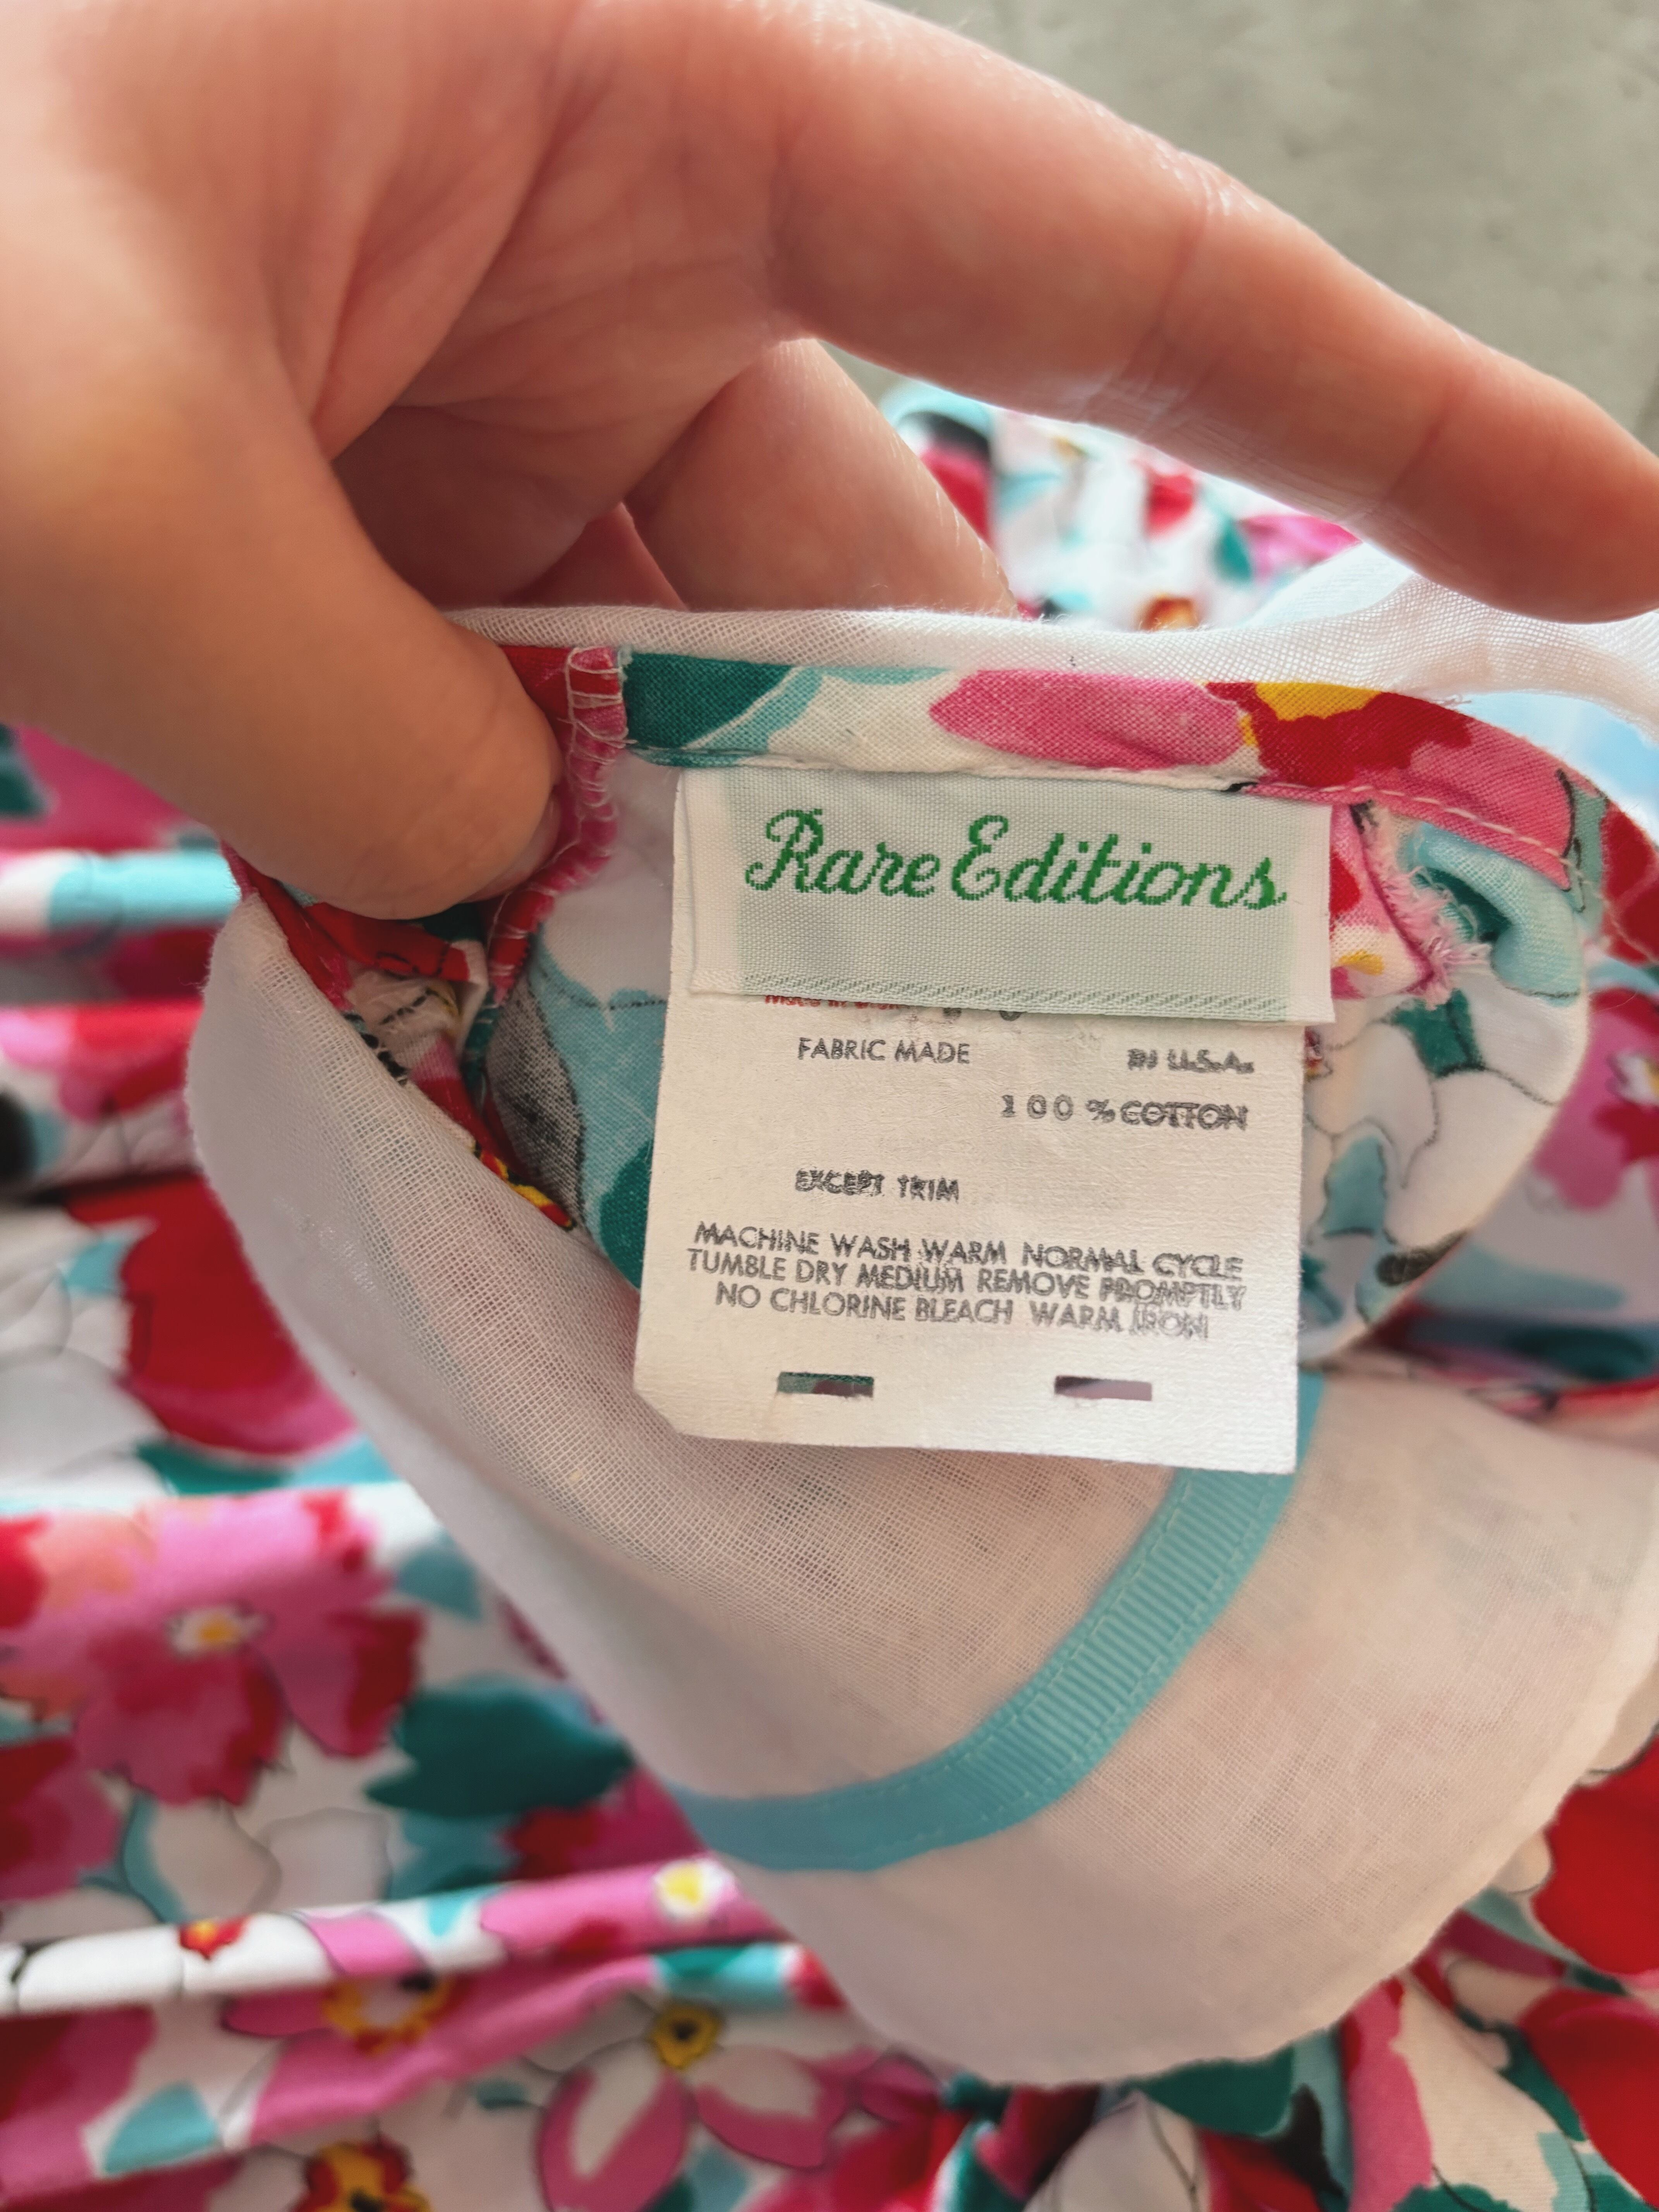 Rare Editions
FABRIC MADE IN U.S.A.
100% COTTON
EXCEPT TRIM
MACHINE WASH WARM NORMAL CYCLE
TUMBLE DRY MEDIUM REMOVE PROMPTLY
NO CHLORINE BLEACH WARM IRON